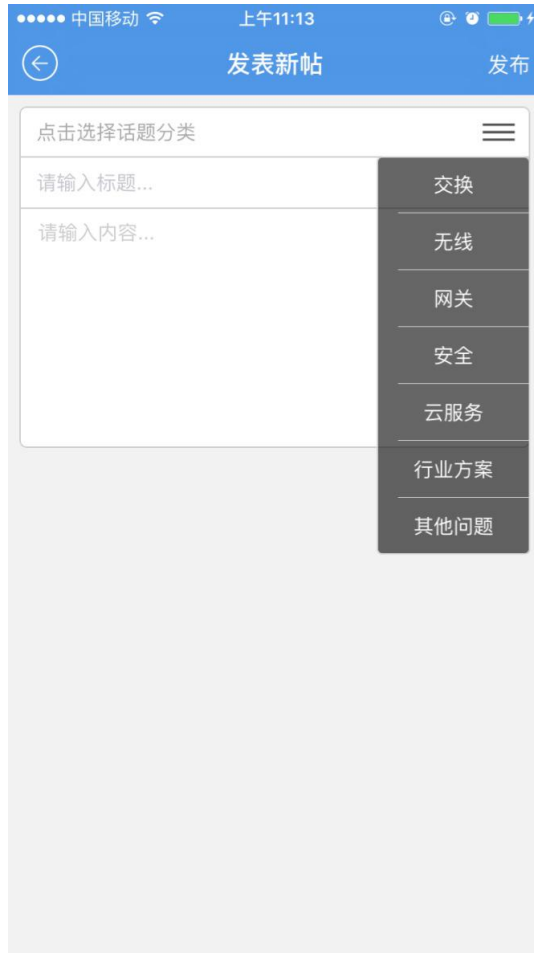 中国移动 上午11:13
发表新帖 发布
点击选择话题分类
请输入标题...
请输入内容...
交换
无线
网关
安全
云服务
行业方案
其他问题